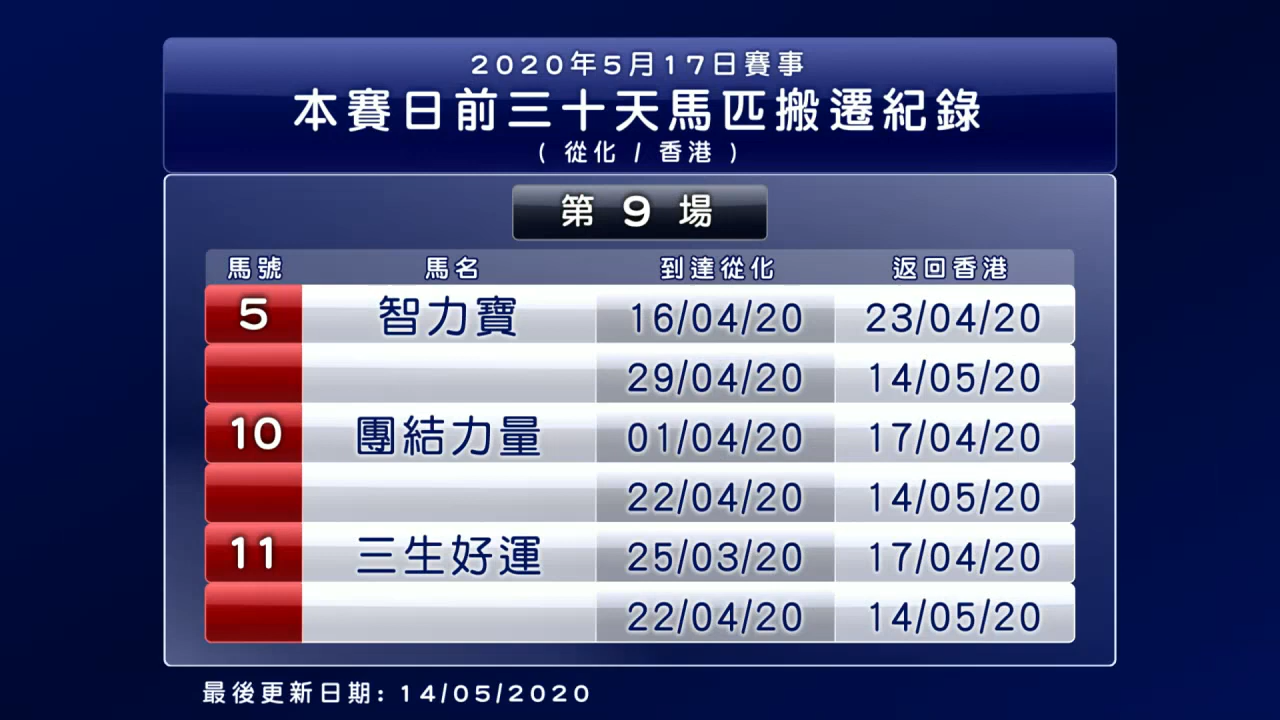 2020年5月17日賽事
本賽日前三十天馬匹搬遷紀錄
( 從化 / 香港 )
第 9 場
馬號 馬名 到達從化 返回香港
5 智力寶 16/04/20 23/04/20
29/04/20 14/05/20
10 團結力量 01/04/20 17/04/20
22/04/20 14/05/20
11 三生好運 25/03/20 17/04/20
22/04/20 14/05/20
最後更新日期: 14/05/2020